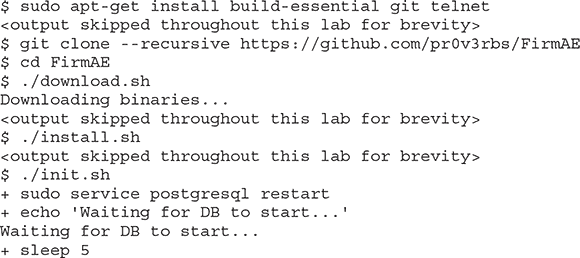 $ sudo apt-get install build-essential git telnet
<output skipped throughout this lab for brevity>
$ git clone --recursive https://github.com/pr0v3rbs/FirmAE
$ cd FirmAE
$ ./download.sh
Downloading binaries...
<output skipped throughout this lab for brevity>
$ ./install.sh
<output skipped throughout this lab for brevity>
$ ./init.sh
+ sudo service postgresql restart
+ echo 'Waiting for DB to start...'
Waiting for DB to start...
+ sleep 5